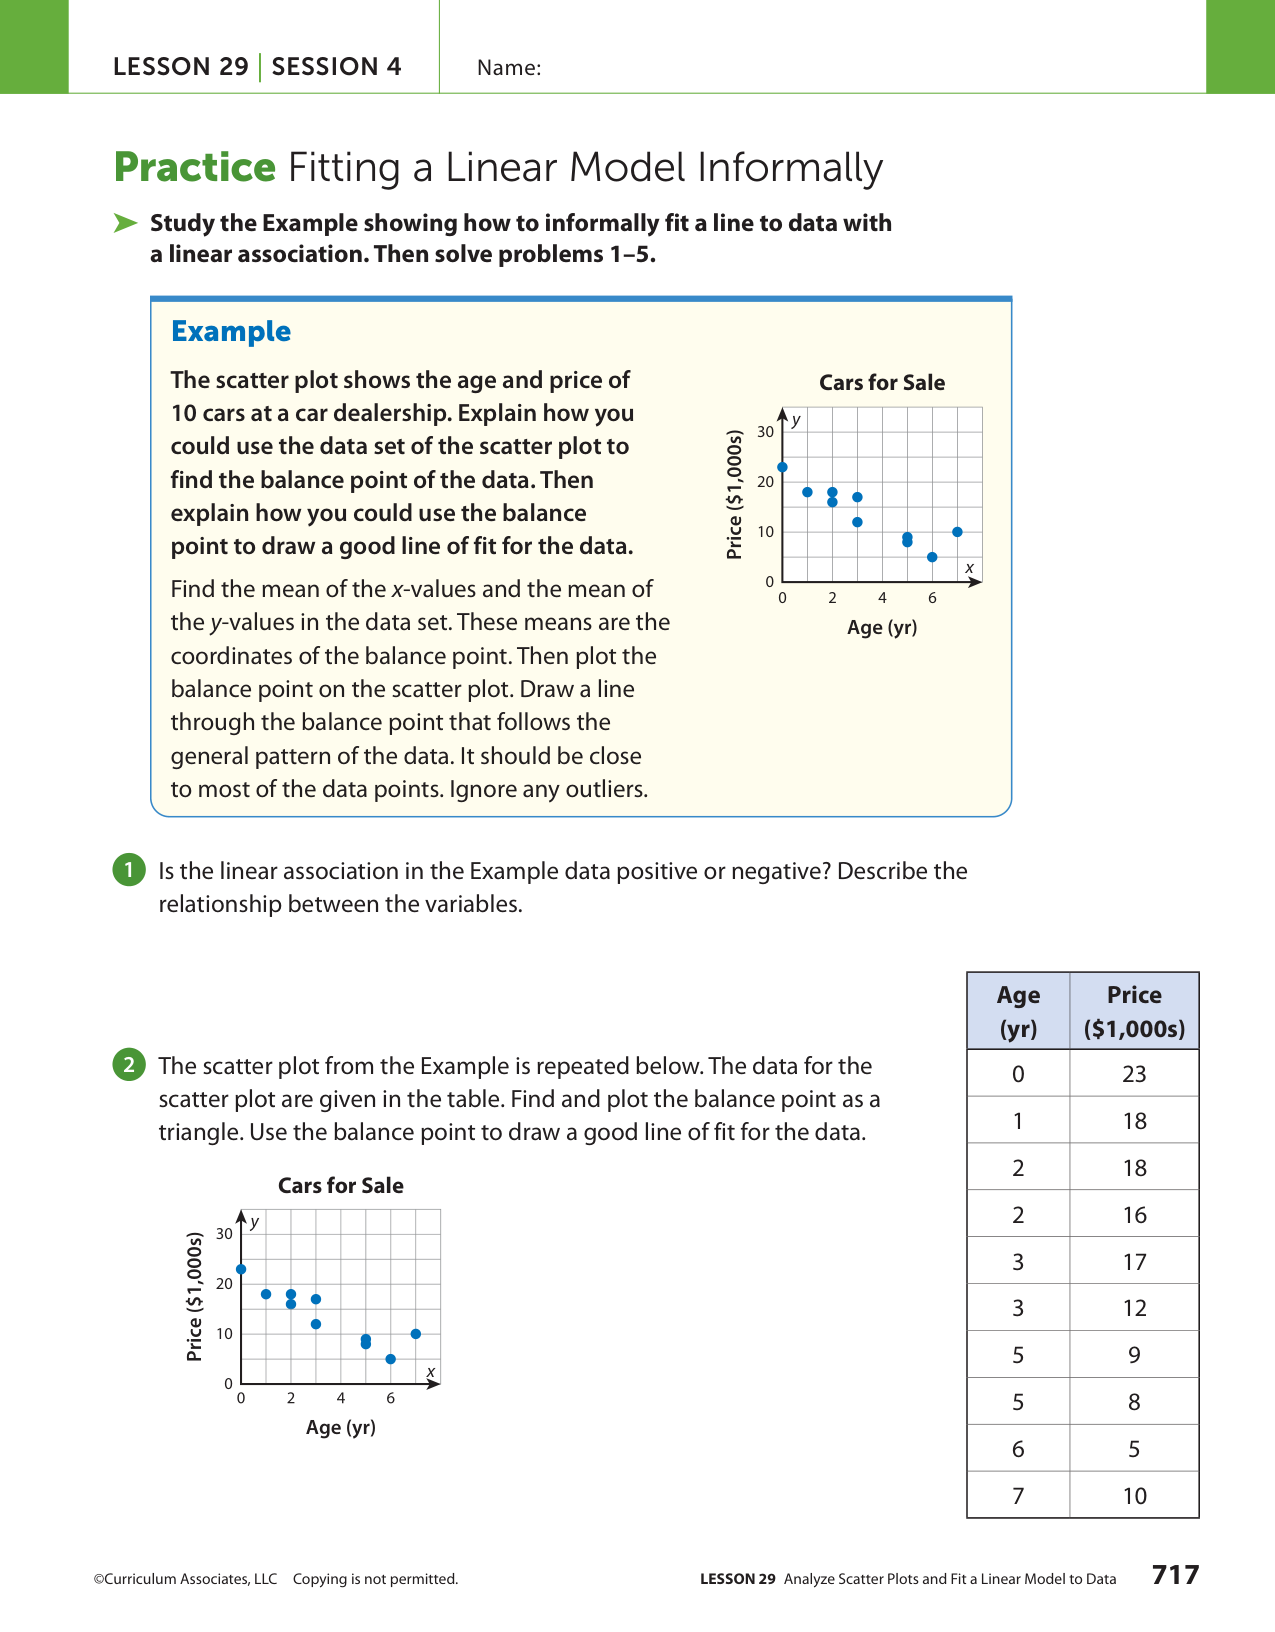 LESSON 29 | SESSION 4
Name:
Practice Fitting a Linear Model Informally
Study the Example showing how to informally fit a line to data with
a linear association. Then solve problems 1–5.
Example
The scatter plot shows the age and price of
10 cars at a car dealership. Explain how you
could use the data set of the scatter plot to
find the balance point of the data. Then
explain how you could use the balance
point to draw a good line of fit for the data.
Find the mean of the x-values and the mean of
the y-values in the data set. These means are the
coordinates of the balance point. Then plot the
balance point on the scatter plot. Draw a line
through the balance point that follows the
general pattern of the data. It should be close
to most of the data points. Ignore any outliers.
Cars for Sale
Price ($1,000s)
y
30
20
10
0
x
0 2 4 6
Age (yr)
1 Is the linear association in the Example data positive or negative? Describe the
relationship between the variables.
2 The scatter plot from the Example is repeated below. The data for the
scatter plot are given in the table. Find and plot the balance point as a
triangle. Use the balance point to draw a good line of fit for the data.
Cars for Sale
Price ($1,000s)
y
30
20
10
0
x
0 2 4 6
Age (yr)
Age Price
(yr) ($1,000s)
0 23
1 18
2 18
2 16
3 17
3 12
5 9
5 8
6 5
7 10
©Curriculum Associates, LLC Copying is not permitted.
LESSON 29 Analyze Scatter Plots and Fit a Linear Model to Data 717